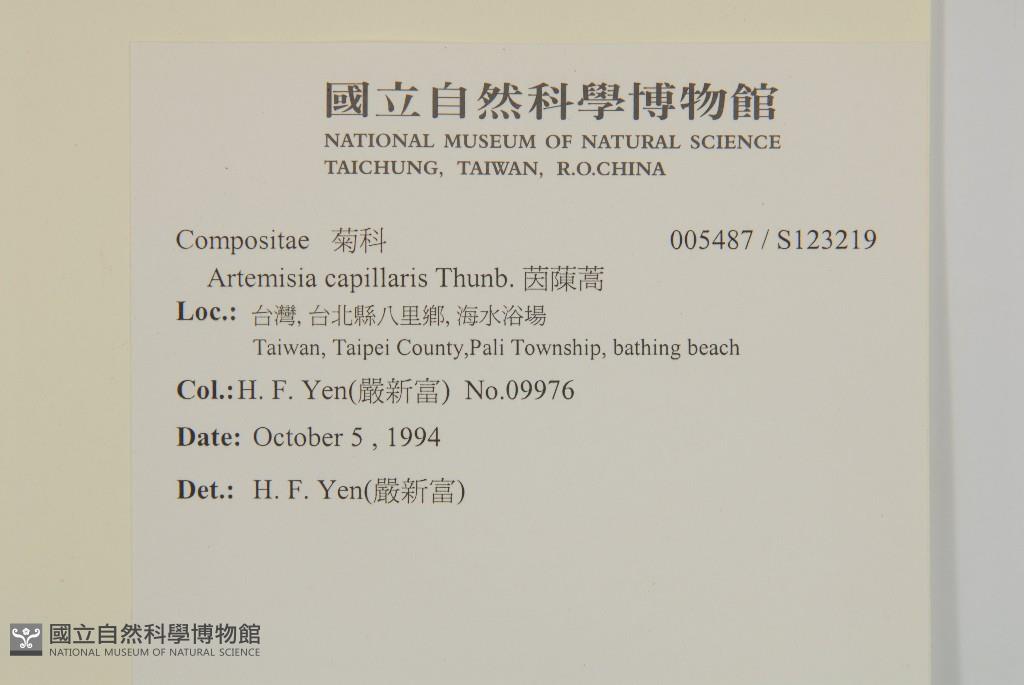 國立自然科學博物館
NATIONAL MUSEUM OF NATURAL SCIENCE
TAICHUNG, TAIWAN, R.O.CHINA
Compositae 菊科 005487 / S123219
Artemisia capillaris Thunb. 茵蔯蒿
Loc.: 台灣, 台北縣八里鄉, 海水浴場
Taiwan, Taipei County,Pali Township, bathing beach
Col.:H. F. Yen(嚴新富) No.09976
Date: October 5 , 1994
Det.: H. F. Yen(嚴新富)
國立自然科學博物館
NATIONAL MUSEUM OF NATURAL SCIENCE